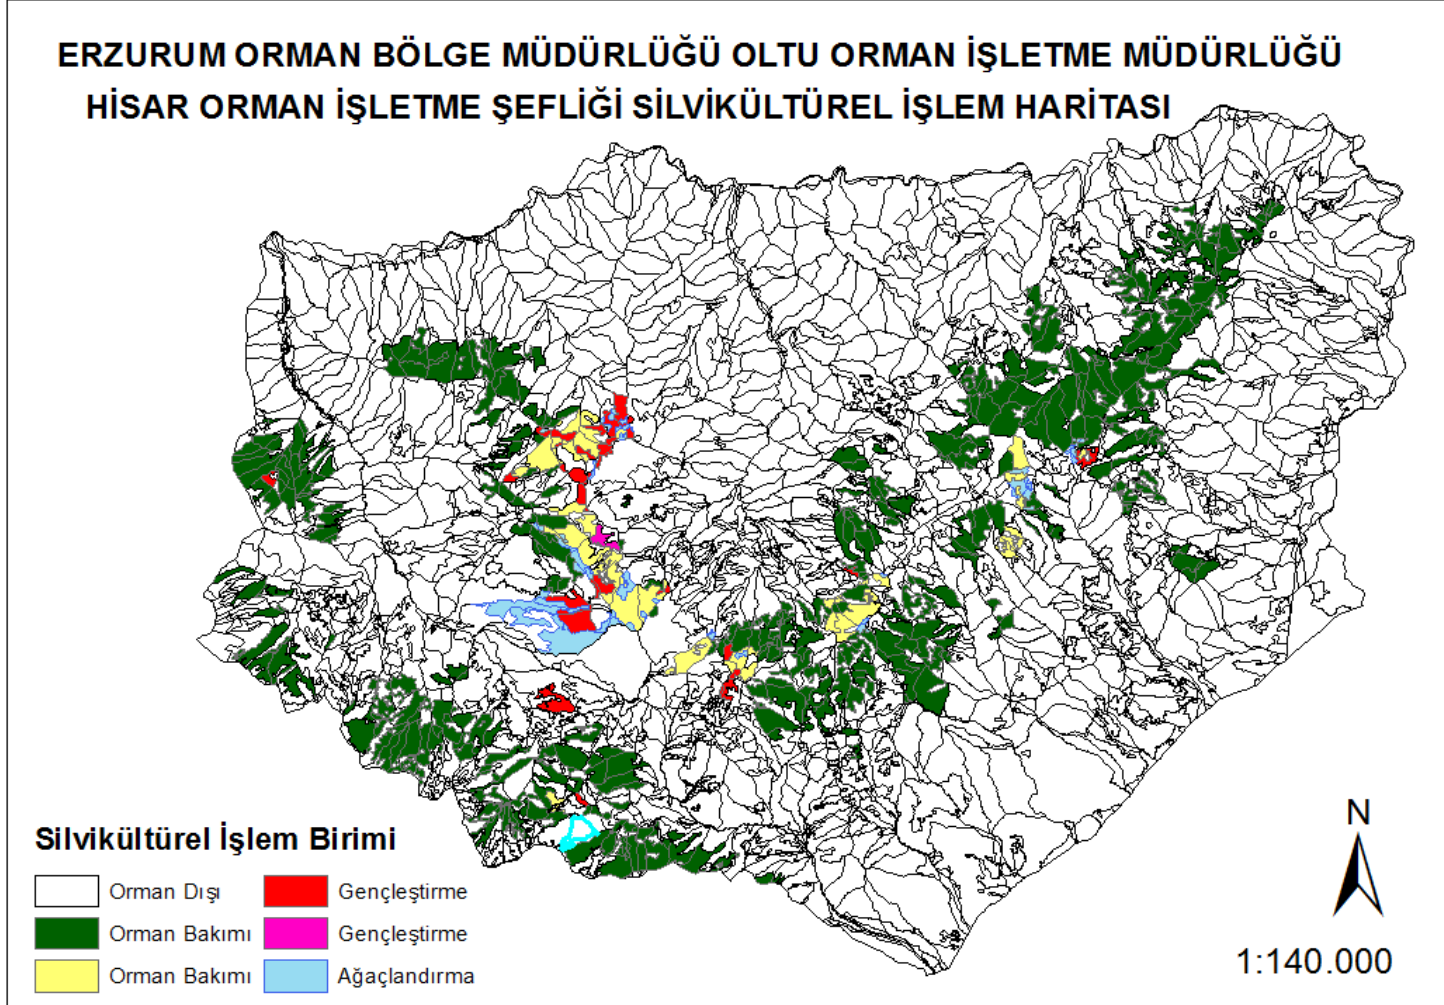 ERZURUM ORMAN BÖLGE MÜDÜRLÜĞÜ OLTU ORMAN İŞLETME MÜDÜRLÜĞÜ
HİSAR ORMAN İŞLETME ŞEFLİĞİ SİLVİKÜLTÜREL İŞLEM HARİTASI
Silvikültürel İşlem Birimi
Orman Dışı
Gençleştirme
Orman Bakımı
Gençleştirme
Orman Bakımı
Ağaçlandırma
N
1:140.000